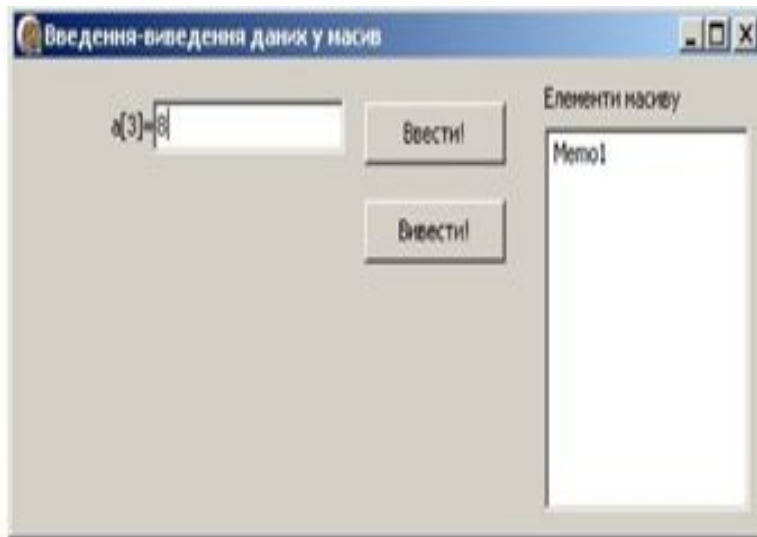 Введення-виведення даних у масив
a[3]=8
Ввести!
Вивести!
Елементи масиву
Memo1